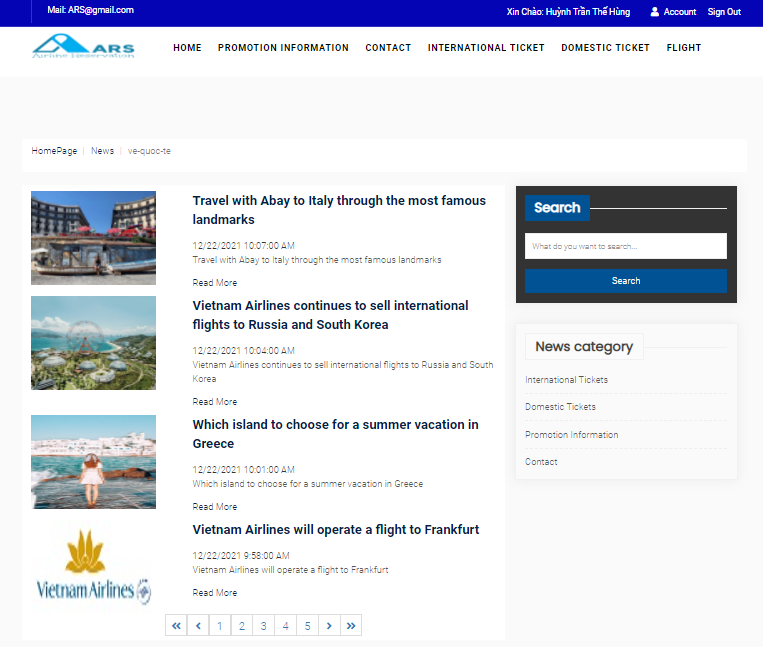 Mail: ARS@gmail.com
Xin Chào: Huỳnh Trần Thế Hùng
Account
Sign Out
ARS
Airline Reservation
HOME
PROMOTION INFORMATION
CONTACT
INTERNATIONAL TICKET
DOMESTIC TICKET
FLIGHT
HomePage
News
ve-quoc-te
Travel with Abay to Italy through the most famous
landmarks
12/22/2021 10:07:00 AM
Travel with Abay to Italy through the most famous landmarks
Read More
Vietnam Airlines continues to sell international
flights to Russia and South Korea
12/22/2021 10:04:00 AM
Vietnam Airlines continues to sell international flights to Russia and South
Korea
Read More
Which island to choose for a summer vacation in
Greece
12/22/2021 10:01:00 AM
Which island to choose for a summer vacation in Greece
Read More
Vietnam Airlines
Vietnam Airlines will operate a flight to Frankfurt
12/22/2021 9:58:00 AM
Vietnam Airlines will operate a flight to Frankfurt
Read More
« ‹ 1 2 3 4 5 › »
Search
What do you want to search...
Search
News category
International Tickets
Domestic Tickets
Promotion Information
Contact